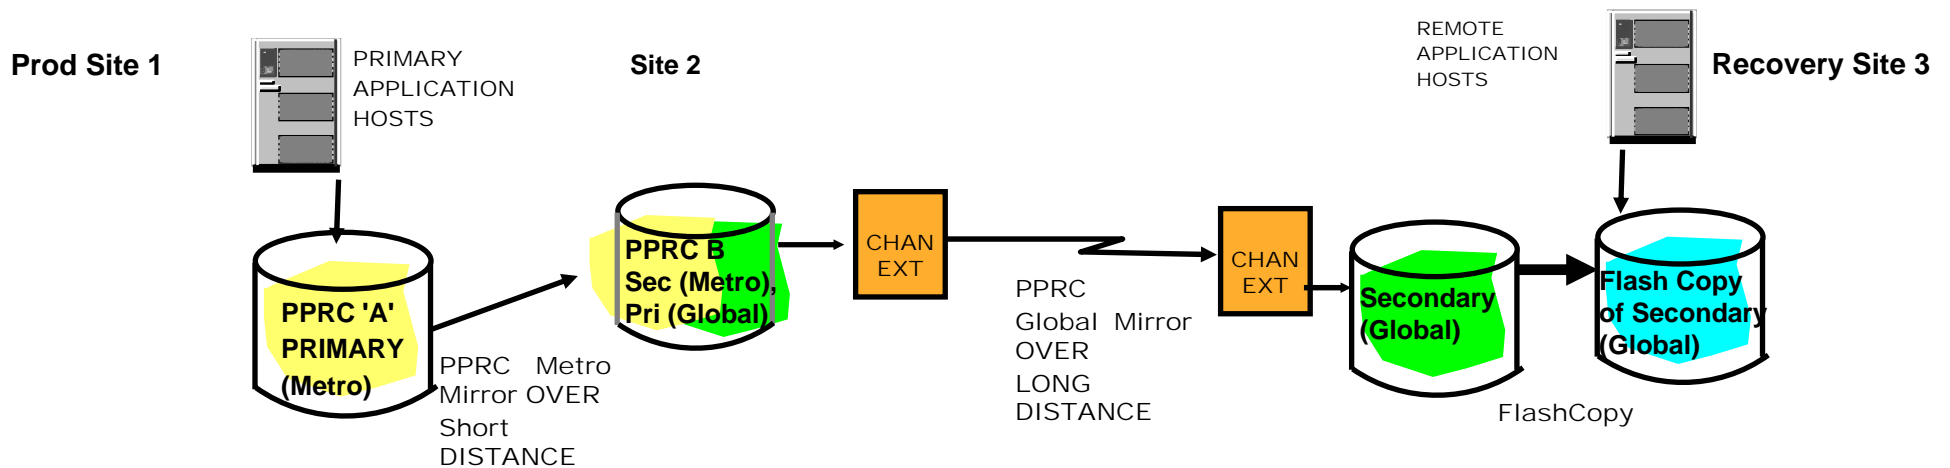 Prod Site 1
PRIMARY
APPLICATION
HOSTS
Site 2
REMOTE
APPLICATION
HOSTS
Recovery Site 3
PPRC 'A'
PRIMARY
(Metro)
PPRC Metro
Mirror OVER
Short
DISTANCE
PPRC B
Sec (Metro),
Pri (Global)
CHAN
EXT
PPRC
Global Mirror
OVER
LONG
DISTANCE
CHAN
EXT
Secondary
(Global)
Flash Copy
of Secondary
(Global)
FlashCopy